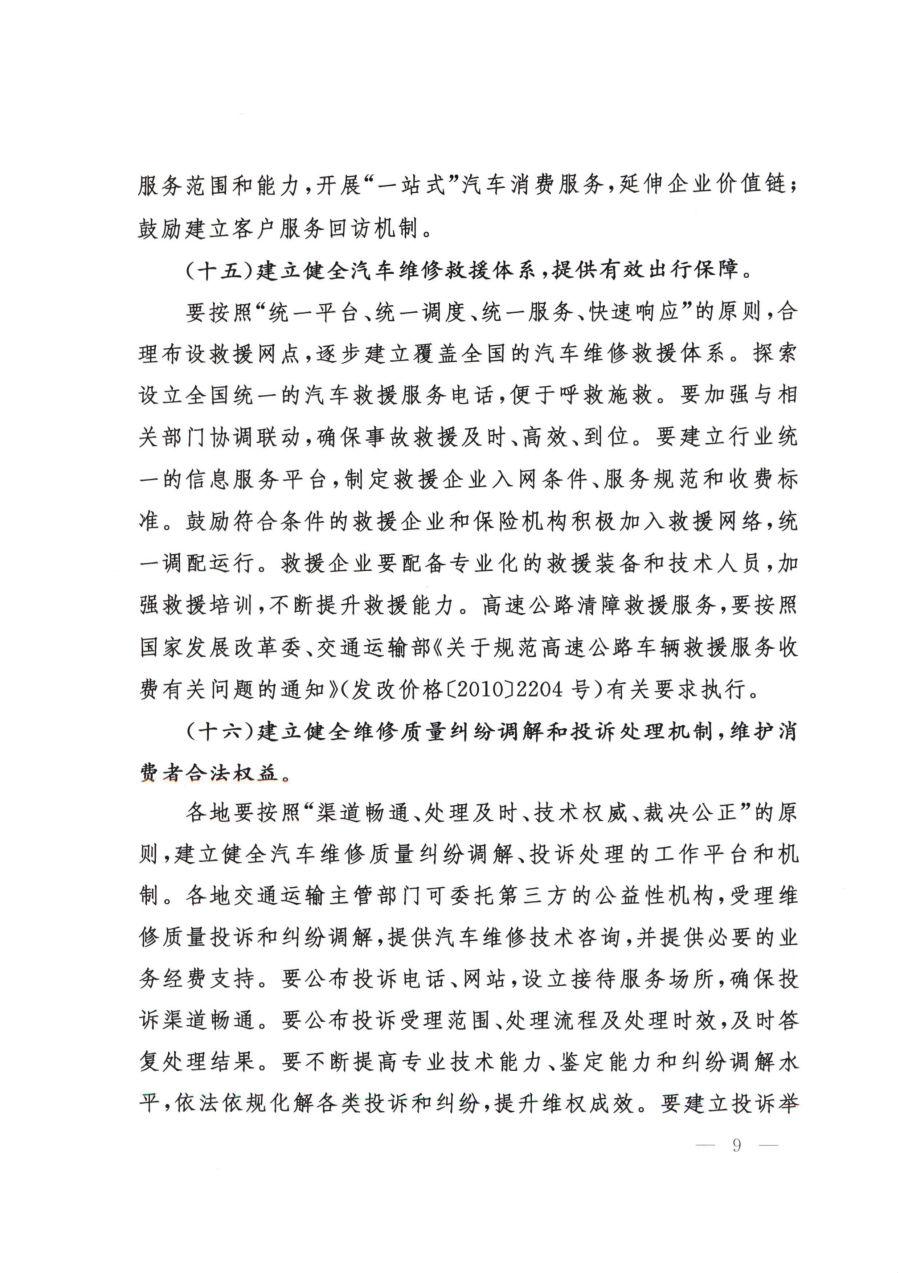 服务范围和能力,开展“一站式”汽车消费服务,延伸企业价值链;
鼓励建立客户服务回访机制。
(十五)建立健全汽车维修救援体系,提供有效出行保障。
要按照“统一平台、统一调度、统一服务、快速响应”的原则,合
理布设救援网点,逐步建立覆盖全国的汽车维修救援体系。探索
设立全国统一的汽车救援服务电话,便于呼救施救。要加强与相
关部门协调联动,确保事故救援及时、高效、到位。要建立行业统
一的信息服务平台,制定救援企业入网条件、服务规范和收费标
准。鼓励符合条件的救援企业和保险机构积极加入救援网络,统
一调配运行。救援企业要配备专业化的救援装备和技术人员,加
强救援培训,不断提升救援能力。高速公路清障救援服务,要按照
国家发展改革委、交通运输部《关于规范高速公路车辆救援服务收
费有关问题的通知》(发改价格〔2010〕2204 号)有关要求执行。
(十六)建立健全维修质量纠纷调解和投诉处理机制,维护消
费者合法权益。
各地要按照“渠道畅通、处理及时、技术权威、裁决公正”的原
则,建立健全汽车维修质量纠纷调解、投诉处理的工作平台和机
制。各地交通运输主管部门可委托第三方的公益性机构,受理维
修质量投诉和纠纷调解,提供汽车维修技术咨询,并提供必要的业
务经费支持。要公布投诉电话、网站,设立接待服务场所,确保投
诉渠道畅通。要公布投诉受理范围、处理流程及处理时效,及时答
复处理结果。要不断提高专业技术能力、鉴定能力和纠纷调解水
平,依法依规化解各类投诉和纠纷,提升维权成效。要建立投诉举
— 9 —